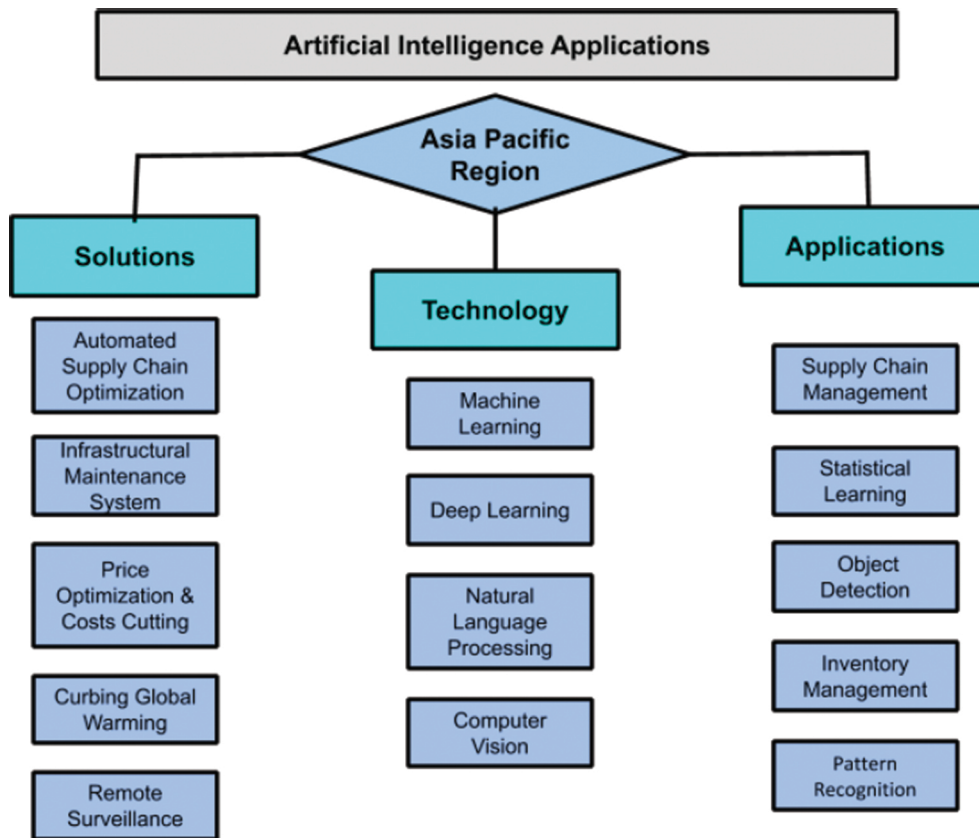 Artificial Intelligence Applications
Asia Pacific
Region
Solutions
Automated
Supply Chain
Optimization
Infrastructural
Maintenance
System
Price
Optimization &
Costs Cutting
Curbing Global
Warming
Remote
Surveillance
Technology
Machine
Learning
Deep Learning
Natural
Language
Processing
Computer
Vision
Applications
Supply Chain
Management
Statistical
Learning
Object
Detection
Inventory
Management
Pattern
Recognition